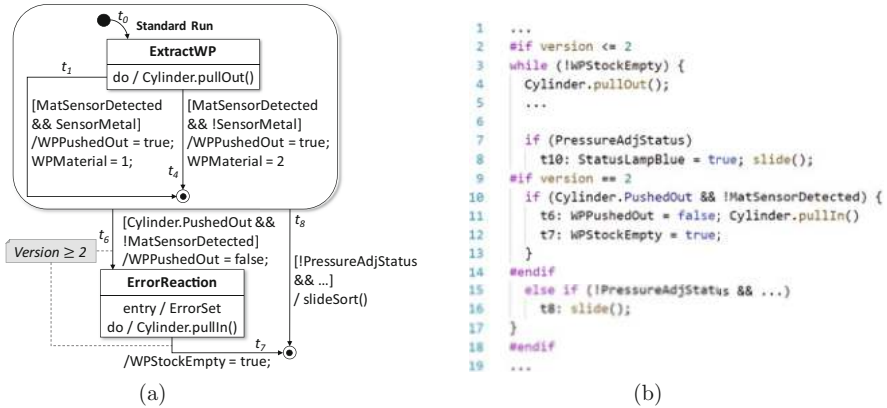 t0
Standard Run
ExtractWP
do / Cylinder.pullOut()
t1
[MatSensorDetected
&& SensorMetal]
/WPPushedOut = true;
WPMaterial = 1;
[MatSensorDetected
&& !SensorMetal]
/WPPushedOut = true;
WPMaterial = 2
t4
t6
[Cylinder.PushedOut &&
!MatSensorDetected]
/WPPushedOut = false;
t8
[!PressureAdjStatus
&& ...]
/ slideSort()
Version ≥ 2
ErrorReaction
entry / ErrorSet
do / Cylinder.pullIn()
t7
/WPStockEmpty = true;
(a)
1 ...
2 #if version <= 2
3 while (!WPStockEmpty) {
4 Cylinder.pullOut();
5 ...
6
7 if (PressureAdjStatus)
8 t10: StatusLampBlue = true; slide();
9 #if version == 2
10 if (Cylinder.PushedOut && !MatSensorDetected) {
11 t6: WPPushedOut = false; Cylinder.pullIn()
12 t7: WPStockEmpty = true;
13 }
14 #endif
15 else if (!PressureAdjStatus && ...)
16 t8: slide();
17 }
18 #endif
19 ...
(b)